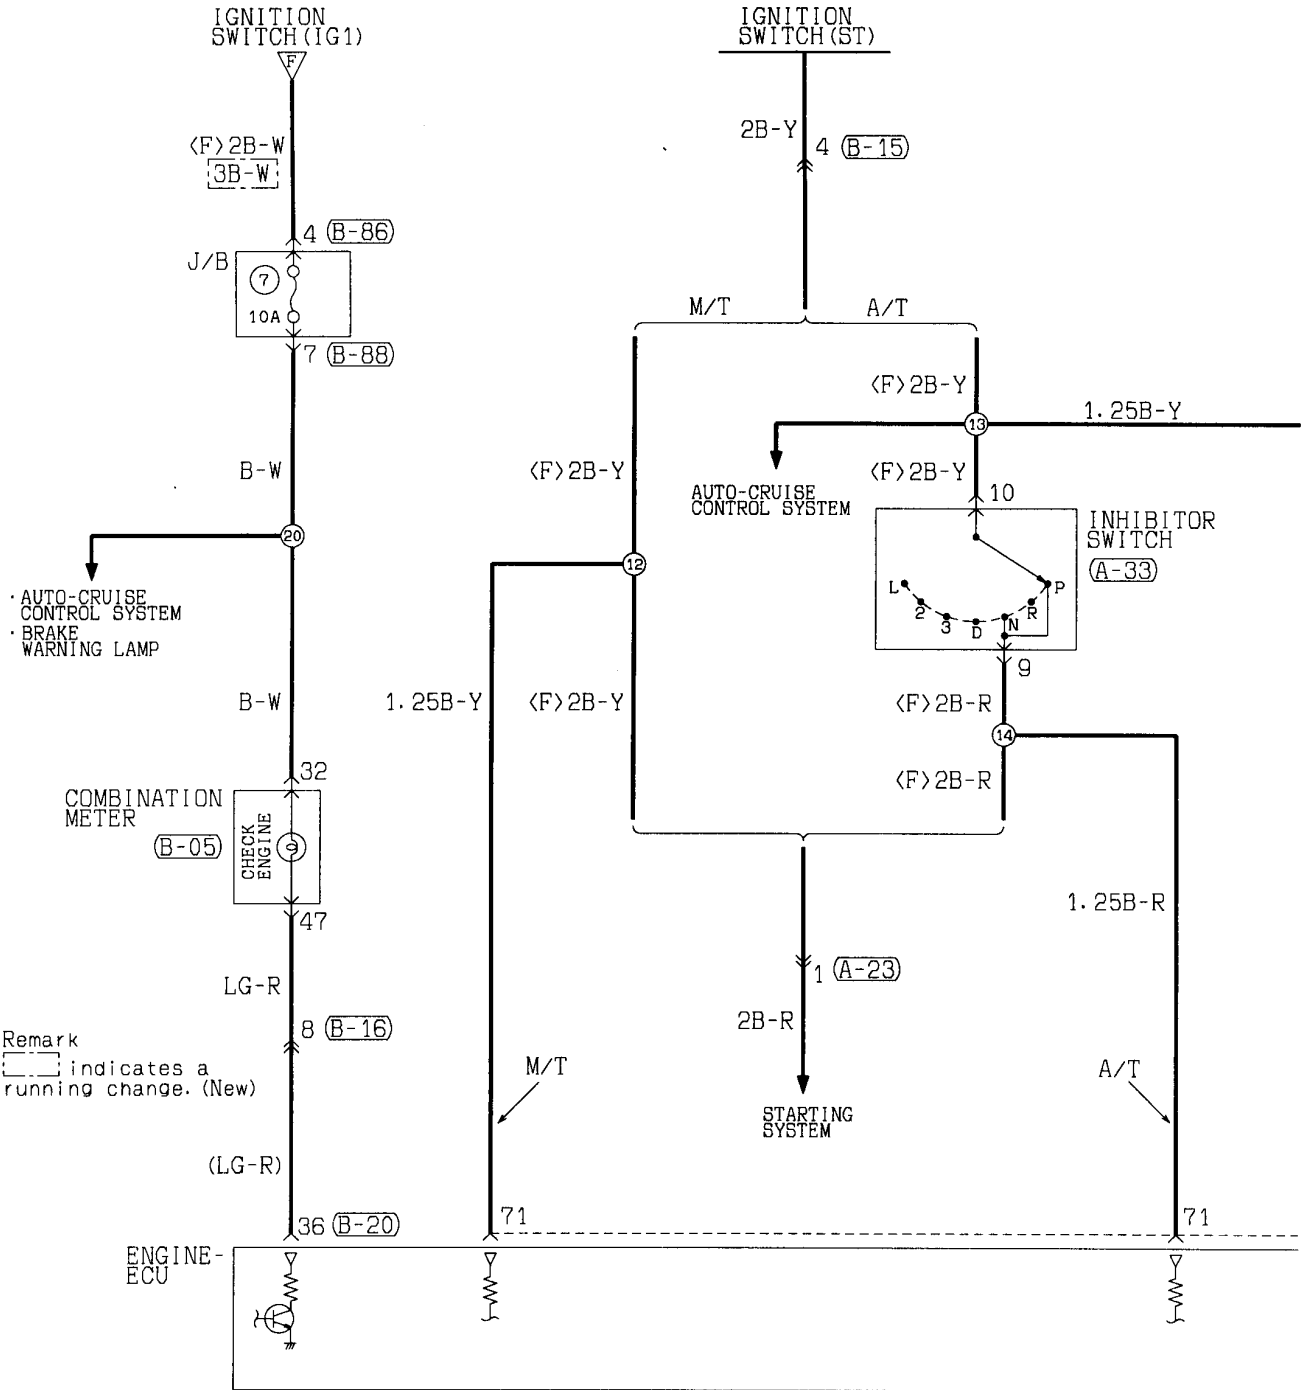 IGNITION
SWITCH(IG1)
F
<F>2B-W
3B-W
4 B-86
J/B
7
10A
7 B-88
B-W
20
· AUTO-CRUISE
CONTROL SYSTEM
· BRAKE
WARNING LAMP
B-W
32
COMBINATION
METER
B-05
CHECK
ENGINE
47
LG-R
8 B-16
Remark
indicates a
running change. (New)
(LG-R)
36 B-20
ENGINE-
ECU
IGNITION
SWITCH(ST)
2B-Y
4 B-15
M/T
A/T
<F>2B-Y
13
1.25B-Y
<F>2B-Y
<F>2B-Y
AUTO-CRUISE
CONTROL SYSTEM
10
INHIBITOR
SWITCH
A-33
L
2
3
D
N
R
P
12
9
1.25B-Y
<F>2B-Y
<F>2B-R
14
<F>2B-R
1.25B-R
1 A-23
2B-R
M/T
A/T
STARTING
SYSTEM
71
71